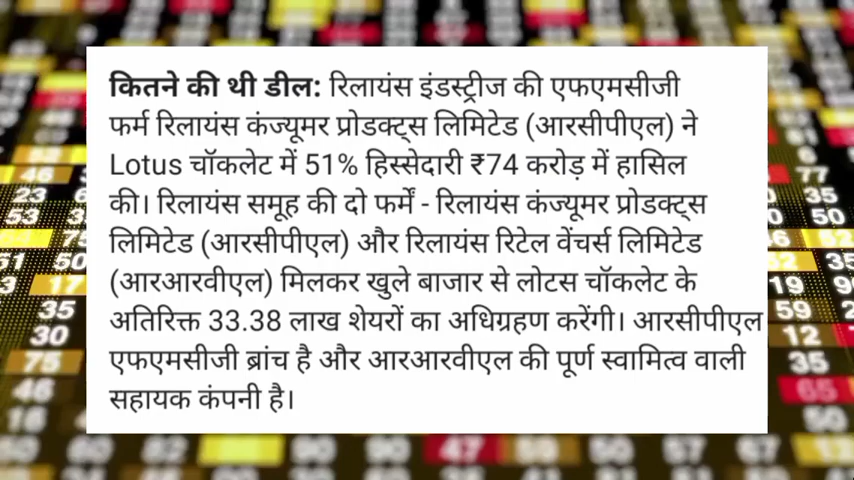 कितने की थी डील: रिलायंस इंडस्ट्रीज की एफएमसीजी
फर्म रिलायंस कंज्यूमर प्रोडक्ट्स लिमिटेड (आरसीपीएल) ने
Lotus चॉकलेट में 51% हिस्सेदारी ₹74 करोड़ में हासिल
की। रिलायंस समूह की दो फर्में - रिलायंस कंज्यूमर प्रोडक्ट्स
लिमिटेड (आरसीपीएल) और रिलायंस रिटेल वेंचर्स लिमिटेड
(आरआरवीएल) मिलकर खुले बाजार से लोटस चॉकलेट के
अतिरिक्त 33.38 लाख शेयरों का अधिग्रहण करेंगी। आरसीपीएल
एफएमसीजी ब्रांच है और आरआरवीएल की पूर्ण स्वामित्व वाली
सहायक कंपनी है।